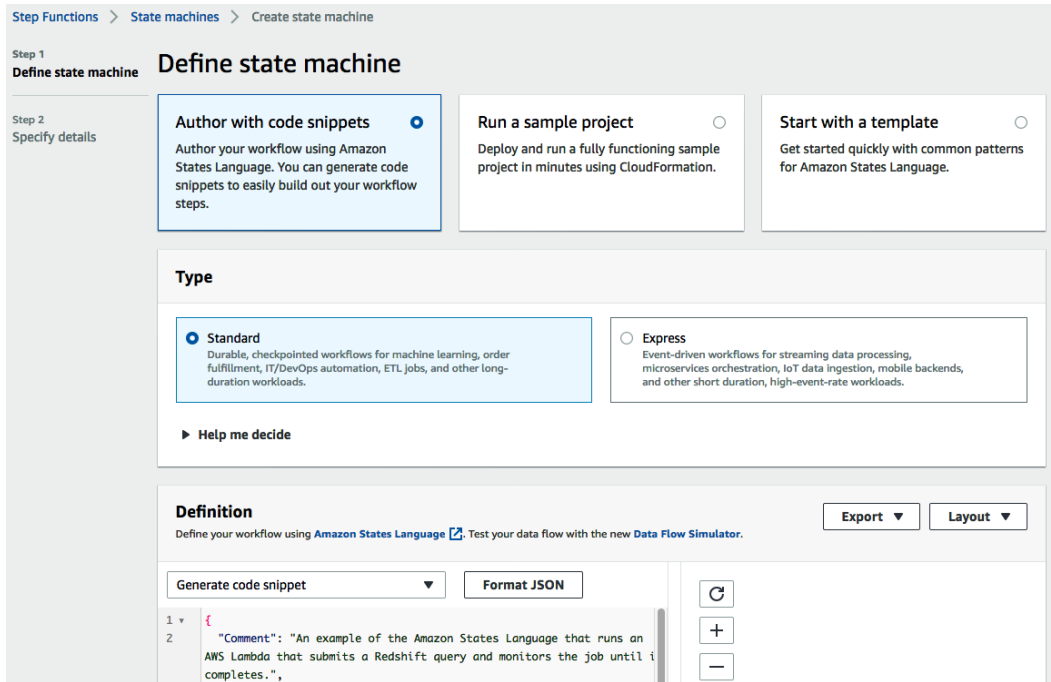 Step Functions > State machines > Create state machine
Step 1
Define state machine
Step 2
Specify details
Define state machine
Author with code snippets
Author your workflow using Amazon
States Language. You can generate code
snippets to easily build out your workflow
steps.
Run a sample project
Deploy and run a fully functioning sample
project in minutes using CloudFormation.
Start with a template
Get started quickly with common patterns
for Amazon States Language.
Type
Standard
Durable, checkpointed workflows for machine learning, order
fulfillment, IT/DevOps automation, ETL jobs, and other long-
duration workloads.
Express
Event-driven workflows for streaming data processing,
microservices orchestration, IoT data ingestion, mobile backends,
and other short duration, high-event-rate workloads.
Help me decide
Definition
Define your workflow using Amazon States Language. Test your data flow with the new Data Flow Simulator.
Export
Layout
Generate code snippet
Format JSON
1 {
2 "Comment": "An example of the Amazon States Language that runs an
AWS Lambda that submits a Redshift query and monitors the job until i
completes.",